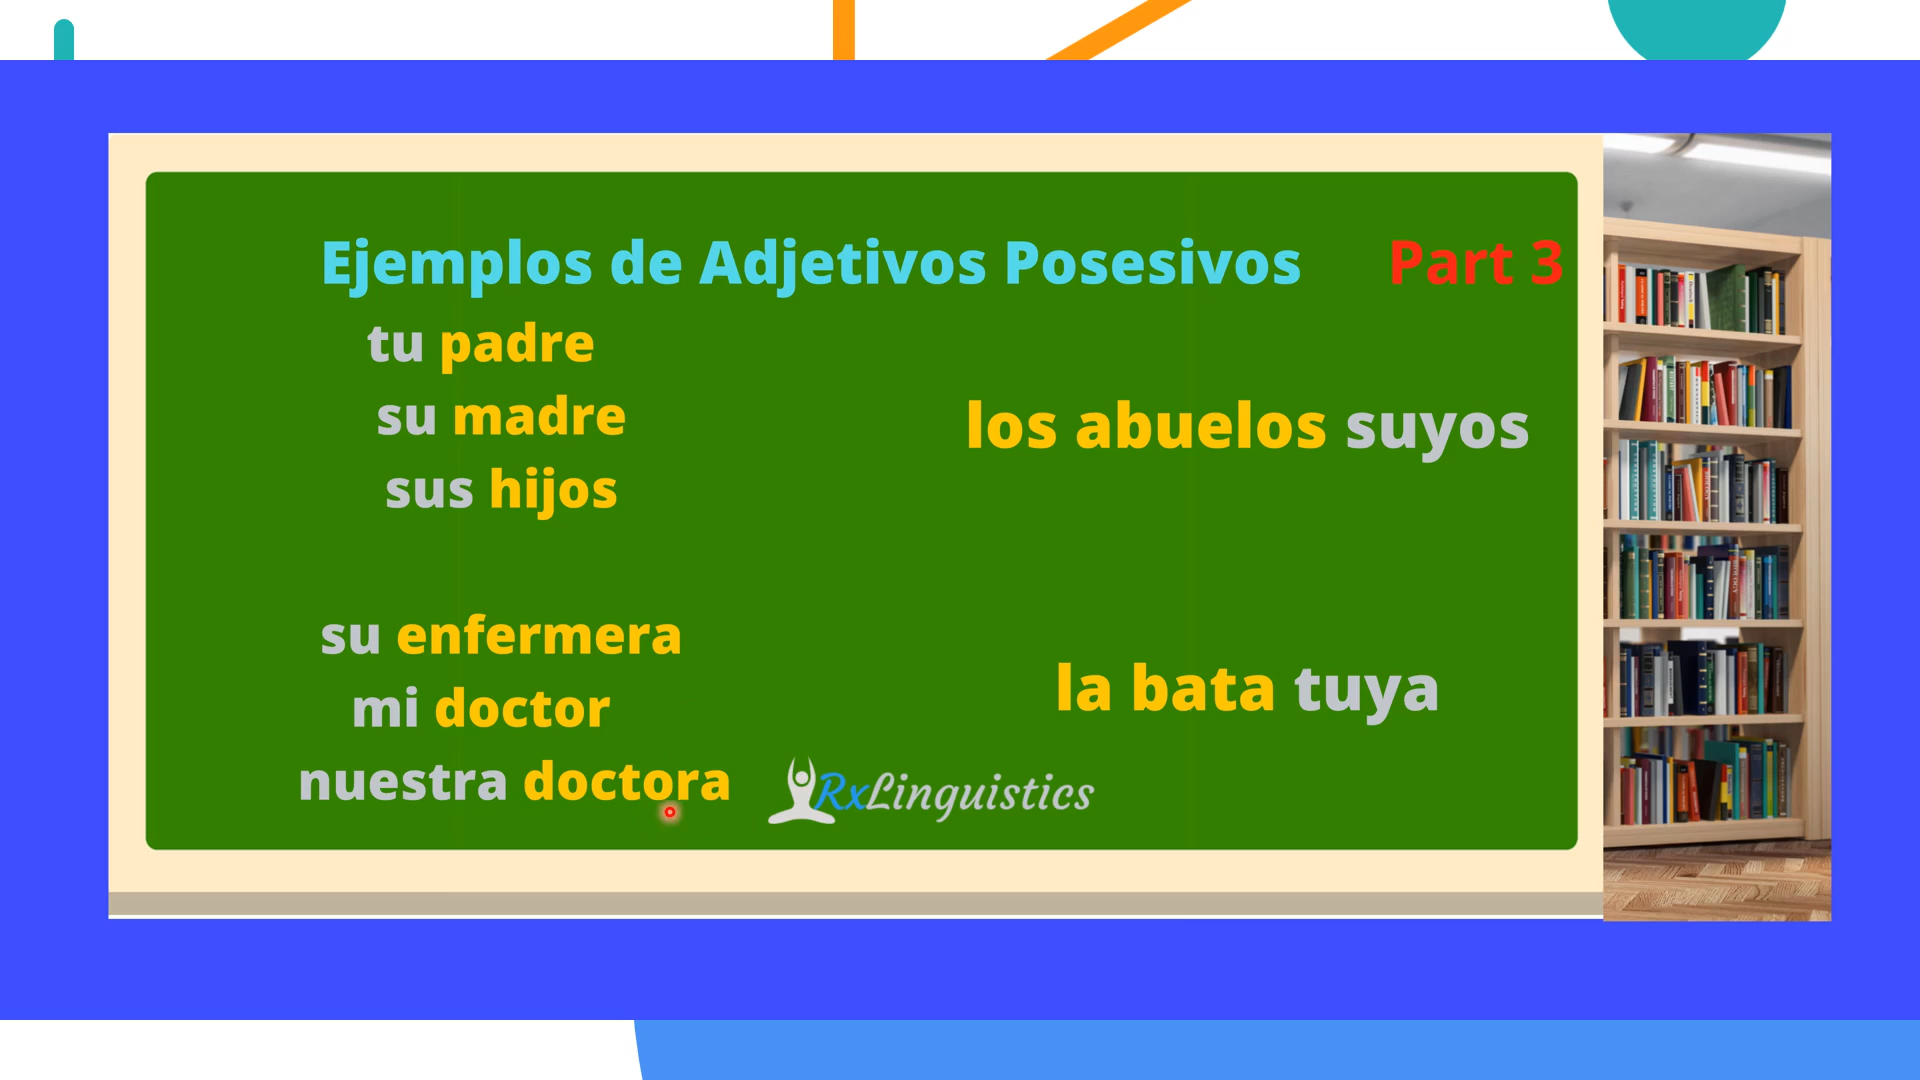 Ejemplos de Adjetivos Posesivos Part 3
tu padre
su madre
sus hijos
su enfermera
mi doctor
nuestra doctora
los abuelos suyos
la bata tuya
RxLinguistics